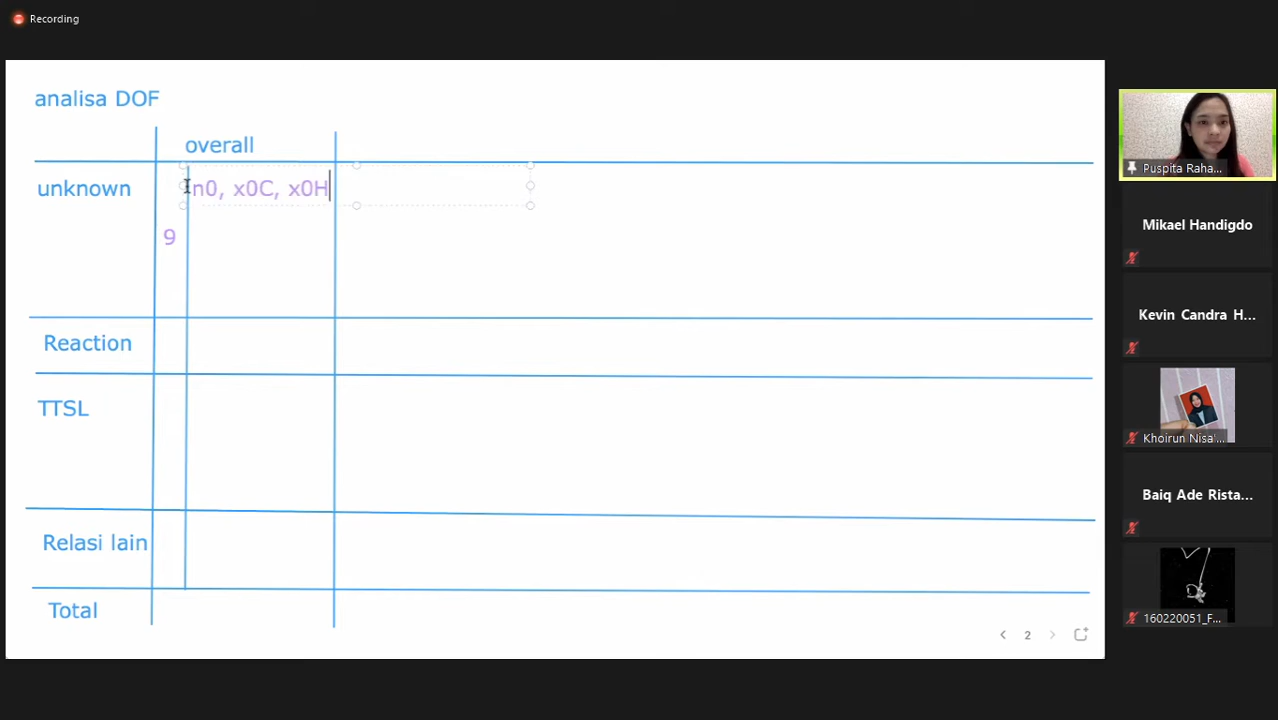 Recording
analisa DOF
overall
unknown
n0, x0C, x0H
9
Reaction
TTSL
Relasi lain
Total
2
Puspita Raha...
Mikael Handigdo
Kevin Candra H...
Khoirun Nisa'...
Baiq Ade Rista...
160220051_F...